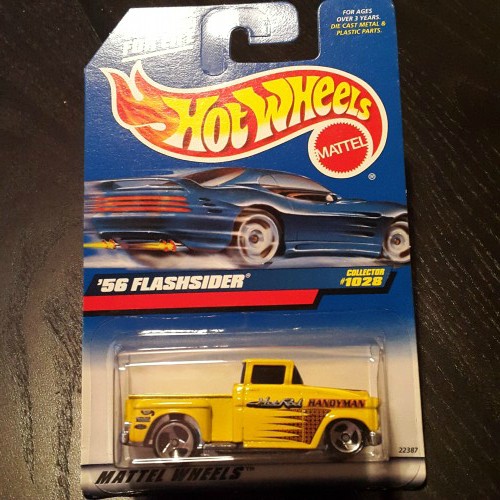 FOR AGES
OVER 3 YEARS.
DIE CAST METAL &
PLASTIC PARTS.
HOT WHEELS
MATTEL
®
'56 FLASHSIDER®
COLLECTOR
#1028
HANDYMAN
22387
MATTEL WHEELS™